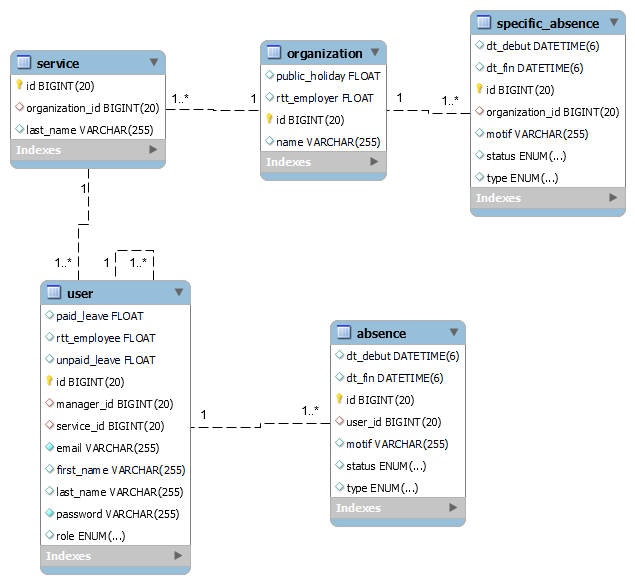 service
id BIGINT(20)
organization_id BIGINT(20)
last_name VARCHAR(255)
Indexes
1..*
1
organization
public_holiday FLOAT
rtt_employer FLOAT
id BIGINT(20)
name VARCHAR(255)
Indexes
1
1..*
specific_absence
dt_debut DATETIME(6)
dt_fin DATETIME(6)
id BIGINT(20)
organization_id BIGINT(20)
motif VARCHAR(255)
status ENUM(...)
type ENUM(...)
Indexes
1
1..*
1
1..*
user
paid_leave FLOAT
rtt_employee FLOAT
unpaid_leave FLOAT
id BIGINT(20)
manager_id BIGINT(20)
service_id BIGINT(20)
email VARCHAR(255)
first_name VARCHAR(255)
last_name VARCHAR(255)
password VARCHAR(255)
role ENUM(...)
Indexes
1
1..*
absence
dt_debut DATETIME(6)
dt_fin DATETIME(6)
id BIGINT(20)
user_id BIGINT(20)
motif VARCHAR(255)
status ENUM(...)
type ENUM(...)
Indexes